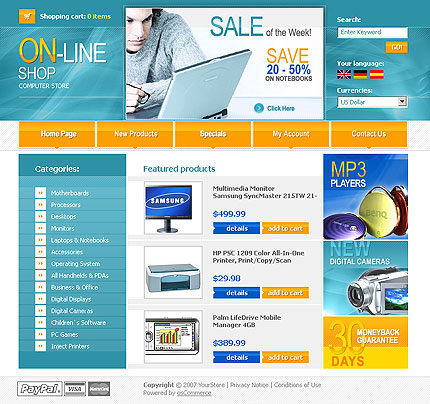 Shopping cart: 0 items
ON-LINE
SHOP
COMPUTER STORE
SALE of the Week!
SAVE
20 - 50%
ON NOTEBOOKS
Click Here
Search:
Enter Keyword
GO!
Your language:
Currencies:
US Dollar
Home Page
New Products
Specials
My Account
Contact Us
Categories:
Motherboards
Processors
Desktops
Monitors
Laptops & Notebooks
Accessories
Operating System
All Handhelds & PDAs
Business & Office
Digital Displays
Digital Cameras
Children`s Software
PC Games
Inject Printers
Featured products
SAMSUNG
Multimedia Monitor
Samsung SyncMaster 215TW 21-
$499.99
details
add to cart
HP PSC 1209 Color All-In-One
Printer, Print/Copy/Scan
$29.98
details
add to cart
Palm LifeDrive Mobile
Manager 4GB
$389.99
details
add to cart
MP3
PLAYERS
BenQ
NEW
DIGITAL CAMERAS
30
DAYS
MONEYBACK
GUARANTEE
PayPal
VISA
Copyright © 2007 YourStore | Privacy Notice | Conditions of Use
Powered by osCommerce